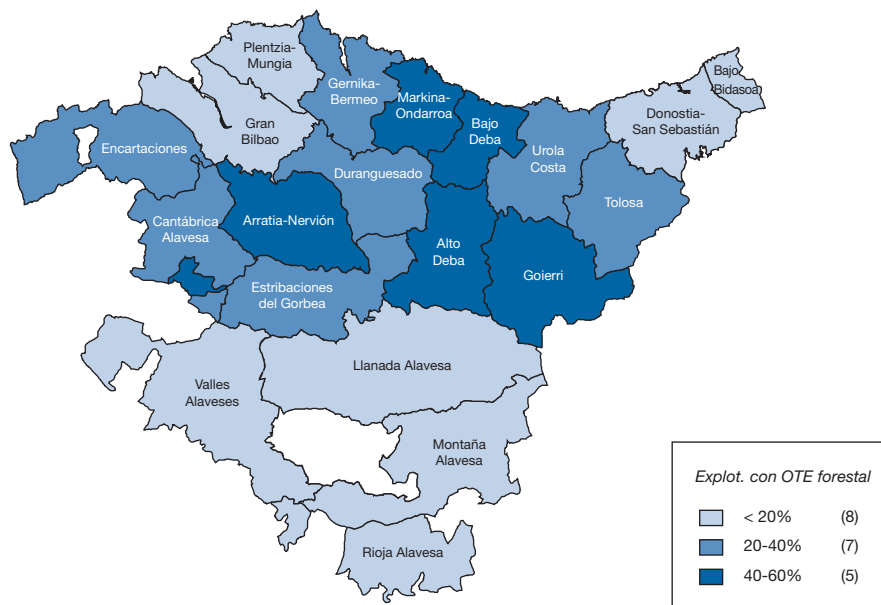 Plentzia-
Mungia
Gernika-
Bermeo
Markina-
Ondarroa
Bajo
Deba
Bajo
Bidasoa
Donostia-
San Sebastián
Gran
Bilbao
Encartaciones
Urola
Costa
Duranguesado
Tolosa
Cantábrica
Alavesa
Arratia-Nervión
Alto
Deba
Goierri
Estribaciones
del Gorbea
Llanada Alavesa
Valles
Alaveses
Montaña
Alavesa
Rioja Alavesa
Explot. con OTE forestal
< 20% (8)
20-40% (7)
40-60% (5)